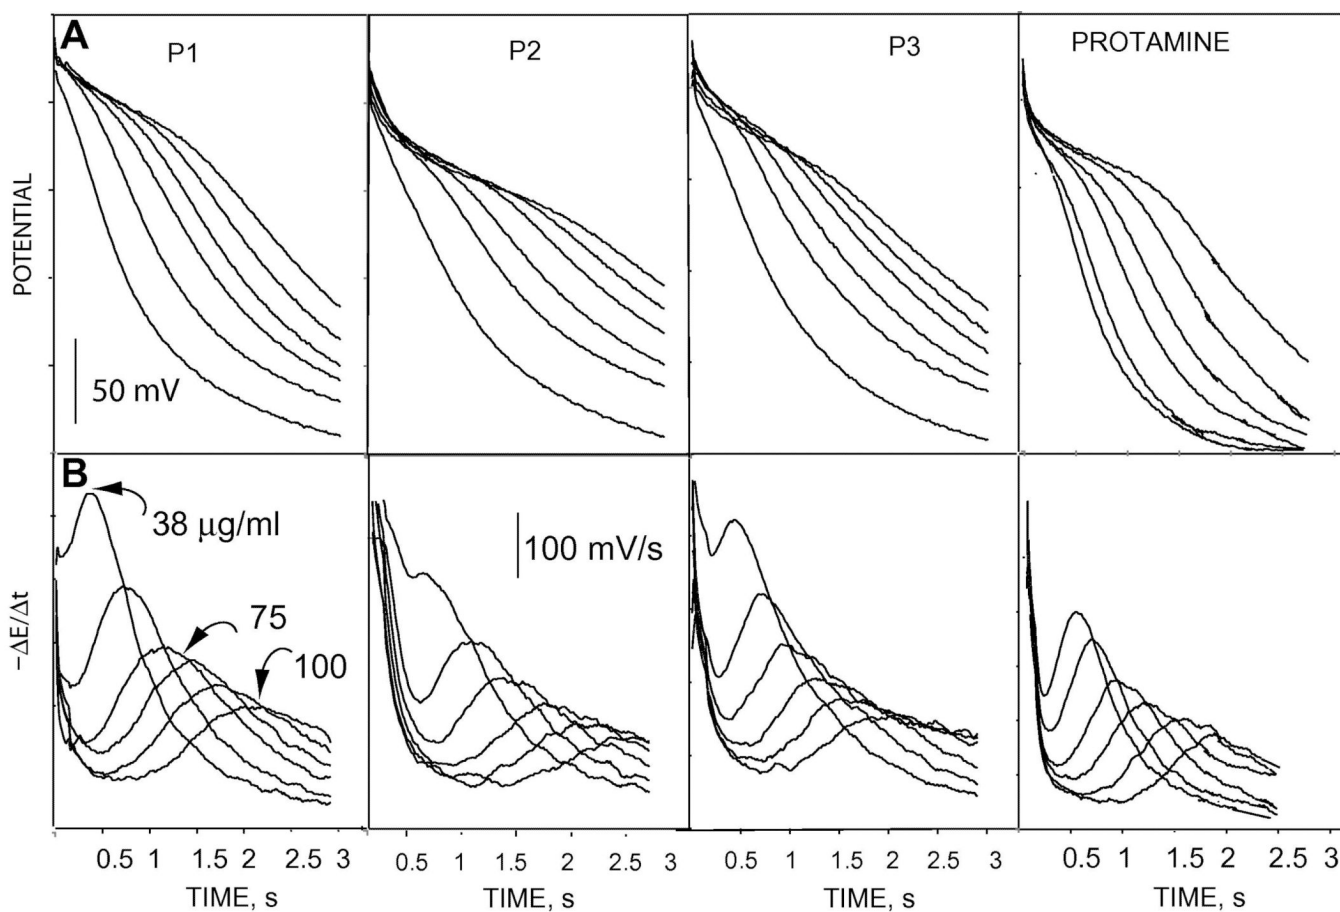 A
P1
P2
P3
PROTAMINE
POTENTIAL
50 mV
B
38 µg/ml
75
100
100 mV/s
−ΔE/Δt
0.5 1 1.5 2 2.5 3
0.5 1 1.5 2 2.5
0.5 1 1.5 2 2.5
0.5 1 1.5 2 2.5 3
TIME, s
TIME, s
TIME, s
TIME, s